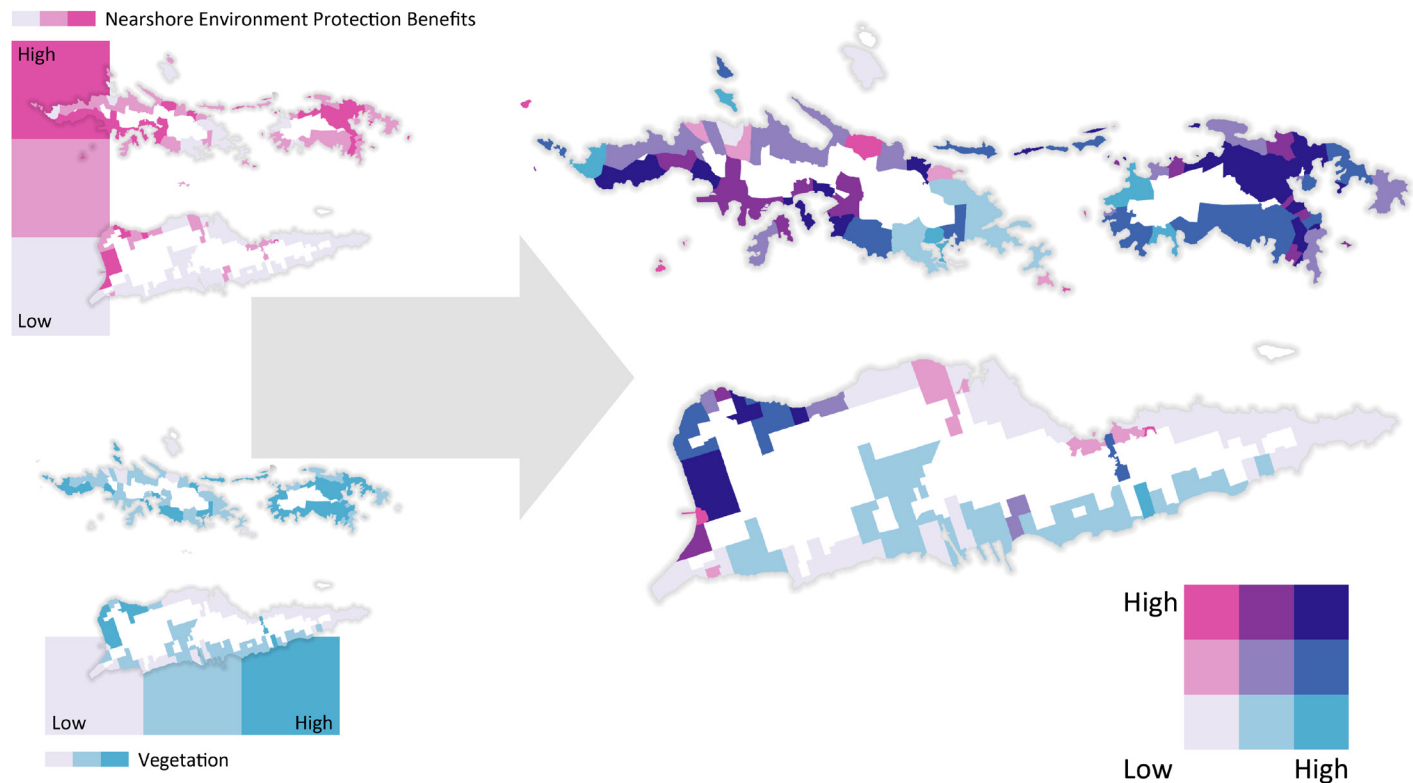 Nearshore Environment Protection Benefits
High
Low
Low
High
Vegetation
High
Low
High